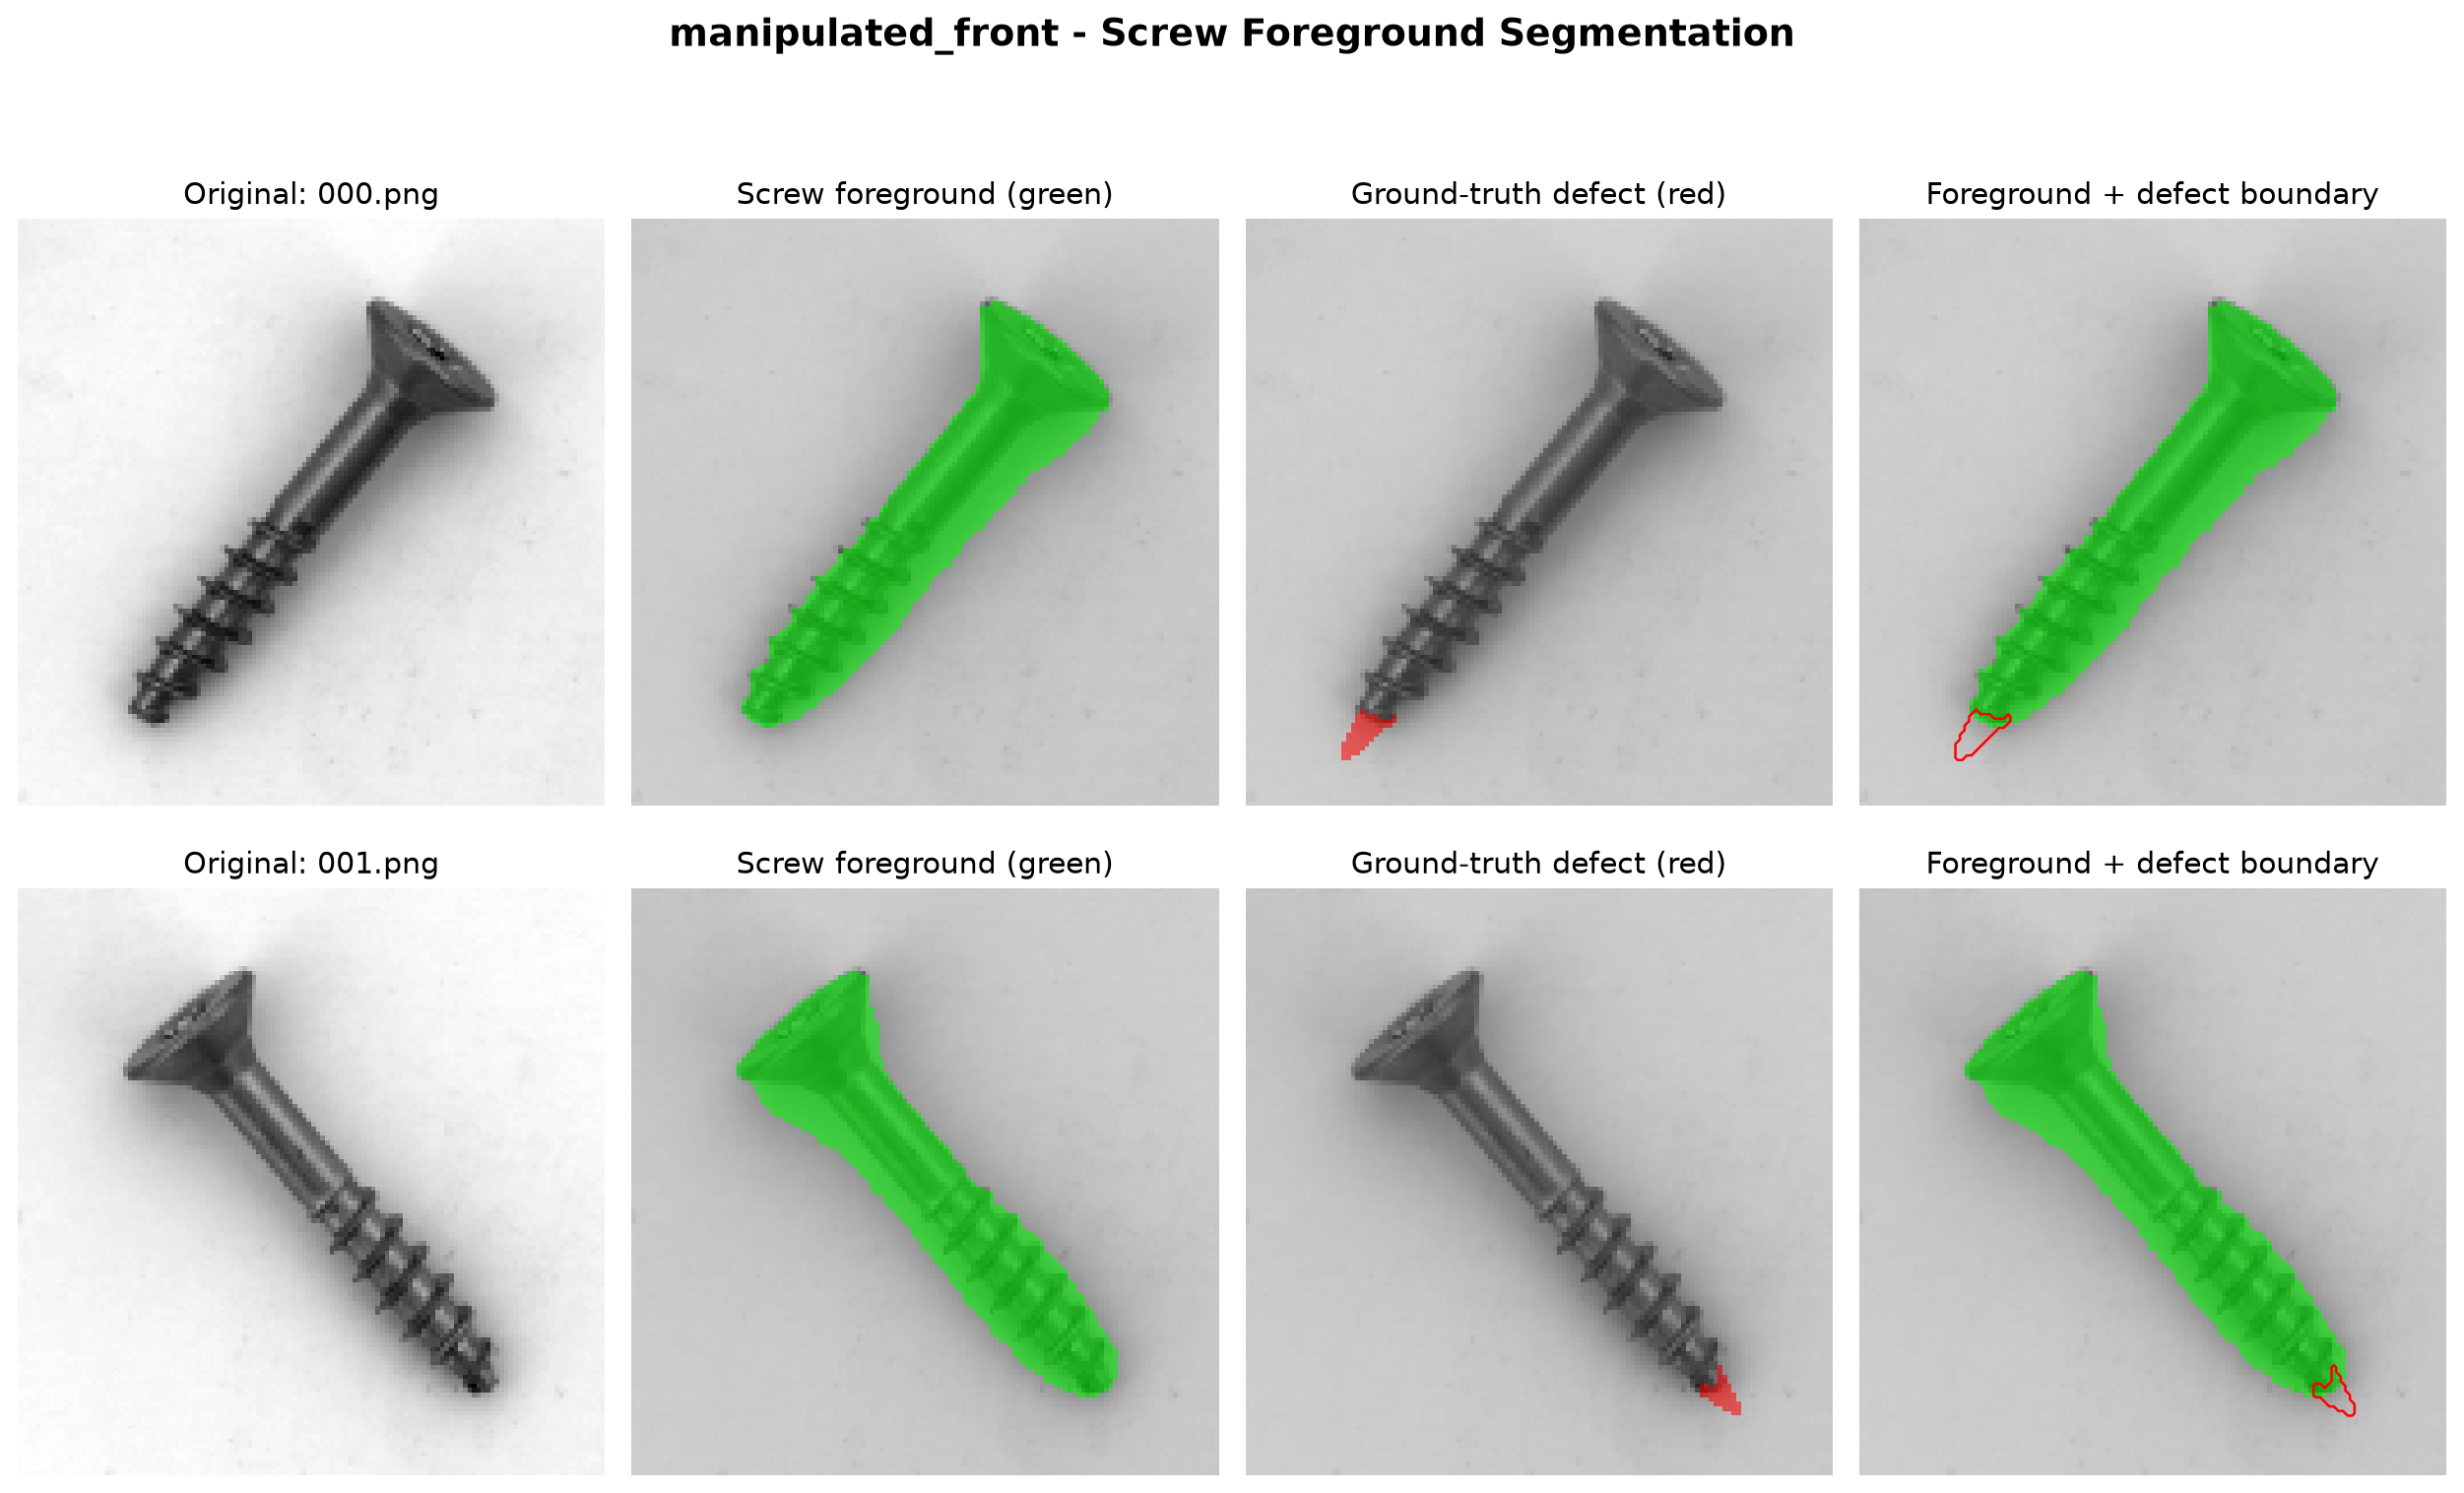 manipulated_front - Screw Foreground Segmentation
Original: 000.png
Screw foreground (green)
Ground-truth defect (red)
Foreground + defect boundary
Original: 001.png
Screw foreground (green)
Ground-truth defect (red)
Foreground + defect boundary